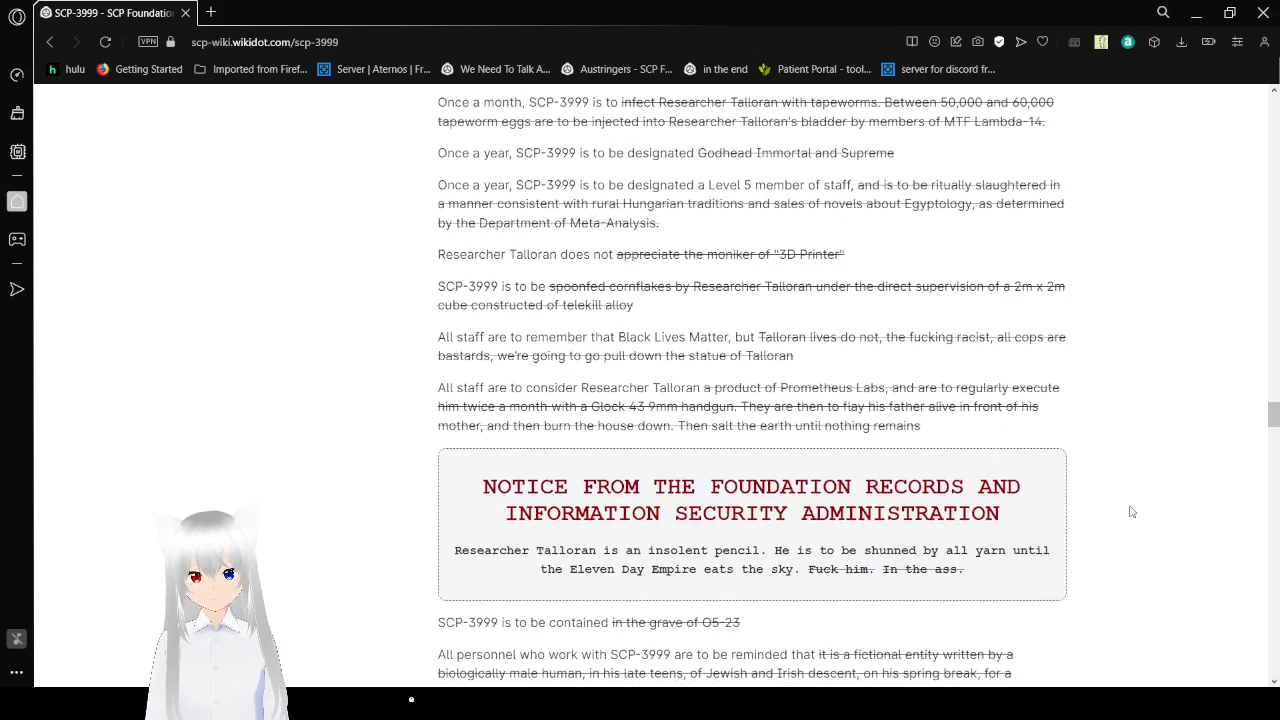 SCP-3999 - SCP Foundatio
scp-wiki.wikidot.com/scp-3999
VPN
hulu
Getting Started
Imported from Firef...
Server | Aternos | Fr...
We Need To Talk A...
Austringers - SCP F...
in the end
Patient Portal - tool...
server for discord fr...
Once a month, SCP-3999 is to infect Researcher Talloran with tapeworms. Between 50,000 and 60,000
tapeworm eggs are to be injected into Researcher Talloran's bladder by members of MTF Lambda-14.
Once a year, SCP-3999 is to be designated Godhead Immortal and Supreme
Once a year, SCP-3999 is to be designated a Level 5 member of staff, and is to be ritually slaughtered in
a manner consistent with rural Hungarian traditions and sales of novels about Egyptology, as determined
by the Department of Meta-Analysis.
Researcher Talloran does not appreciate the moniker of "3D Printer"
SCP-3999 is to be spoonfed cornflakes by Researcher Talloran under the direct supervision of a 2m x 2m
cube constructed of telekill alloy
All staff are to remember that Black Lives Matter, but Talloran lives do not, the fucking racist, all cops are
bastards, we're going to go pull down the statue of Talloran
All staff are to consider Researcher Talloran a product of Prometheus Labs, and are to regularly execute
him twice a month with a Glock 43 9mm handgun. They are then to flay his father alive in front of his
mother, and then burn the house down. Then salt the earth until nothing remains
NOTICE FROM THE FOUNDATION RECORDS AND
INFORMATION SECURITY ADMINISTRATION
Researcher Talloran is an insolent pencil. He is to be shunned by all yarn until
the Eleven Day Empire eats the sky. Fuck him. In the ass.
SCP-3999 is to be contained in the grave of O5-23
All personnel who work with SCP-3999 are to be reminded that it is a fictional entity written by a
biologically male human, in his late teens, of Jewish and Irish descent, on his spring break, for a